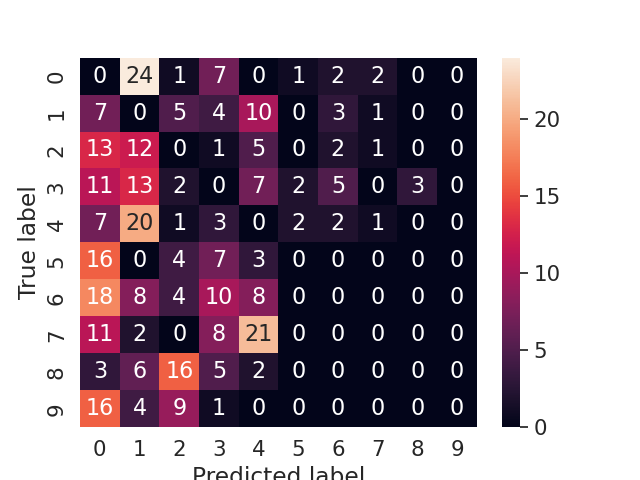 0 0 24 1 7 0 1 2 2 0 0
1 7 0 5 4 10 0 3 1 0 0
2 13 12 0 1 5 0 2 1 0 0
3 11 13 2 0 7 2 5 0 3 0
4 7 20 1 3 0 2 2 1 0 0
5 16 0 4 7 3 0 0 0 0 0
6 18 8 4 10 8 0 0 0 0 0
7 11 2 0 8 21 0 0 0 0 0
8 3 6 16 5 2 0 0 0 0 0
9 16 4 9 1 0 0 0 0 0 0
0 1 2 3 4 5 6 7 8 9
Predicted label
True label
20
15
10
5
0